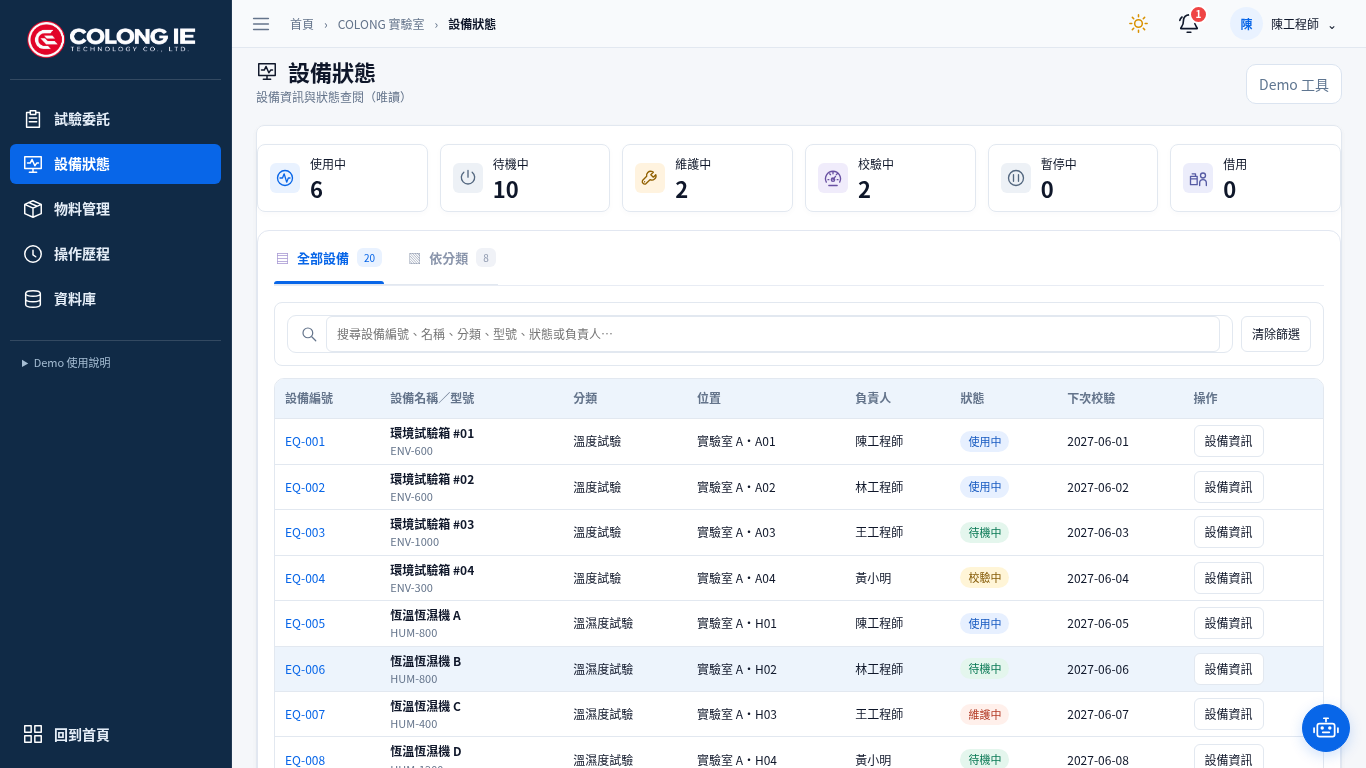 COLONG IE
TECHNOLOGY CO., LTD.
試驗委託
設備狀態
物料管理
操作歷程
資料庫
Demo 使用說明
回到首頁
首頁 › COLONG 實驗室 › 設備狀態
1
陳 陳工程師
設備狀態
設備資訊與狀態查閱（唯讀）
Demo 工具
使用中
6
待機中
10
維護中
2
校驗中
2
暫停中
0
借用
0
全部設備 20 依分類 8
搜尋設備編號、名稱、分類、型號、狀態或負責人⋯
清除篩選
設備編號 設備名稱／型號 分類 位置 負責人 狀態 下次校驗 操作
EQ-001 環境試驗箱 #01 溫度試驗 實驗室 A・A01 陳工程師 使用中 2027-06-01 設備資訊
ENV-600
EQ-002 環境試驗箱 #02 溫度試驗 實驗室 A・A02 林工程師 使用中 2027-06-02 設備資訊
ENV-600
EQ-003 環境試驗箱 #03 溫度試驗 實驗室 A・A03 王工程師 待機中 2027-06-03 設備資訊
ENV-1000
EQ-004 環境試驗箱 #04 溫度試驗 實驗室 A・A04 黃小明 校驗中 2027-06-04 設備資訊
ENV-300
EQ-005 恆溫恆濕機 A 溫濕度試驗 實驗室 A・H01 陳工程師 使用中 2027-06-05 設備資訊
HUM-800
EQ-006 恆溫恆濕機 B 溫濕度試驗 實驗室 A・H02 林工程師 待機中 2027-06-06 設備資訊
HUM-800
EQ-007 恆溫恆濕機 C 溫濕度試驗 實驗室 A・H03 王工程師 維護中 2027-06-07 設備資訊
HUM-400
EQ-008 恆溫恆濕機 D 溫濕度試驗 實驗室 A・H04 黃小明 待機中 2027-06-08 設備資訊